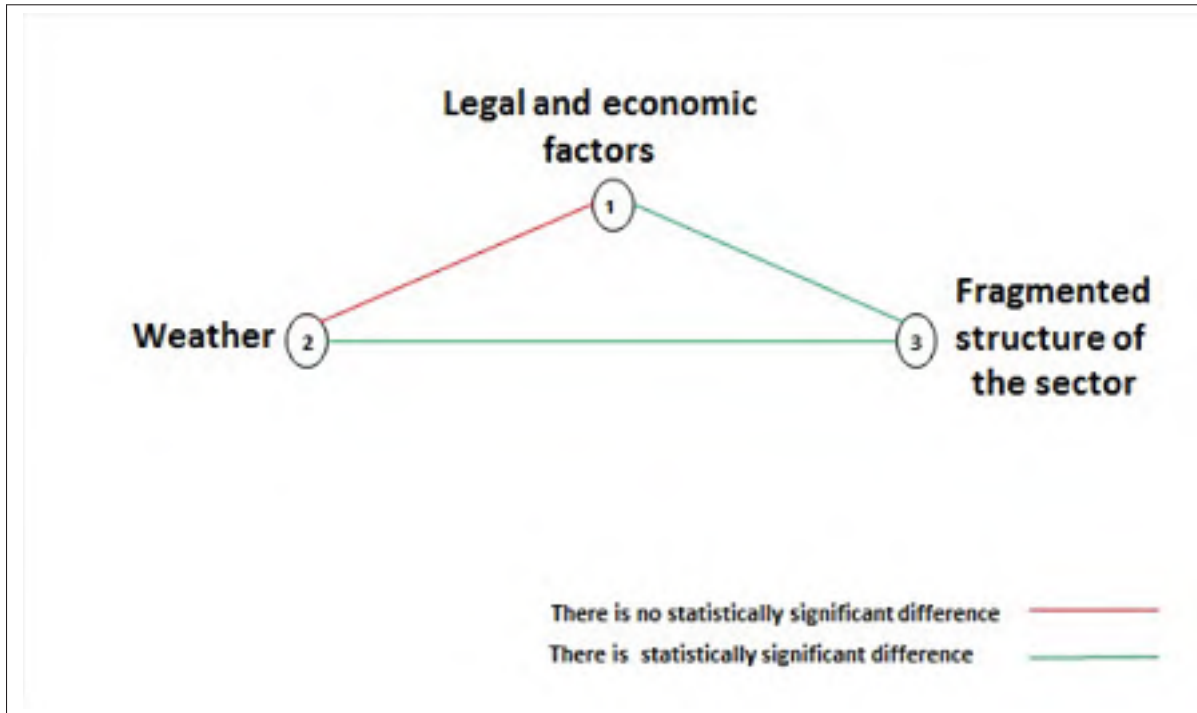 Legal and economic
factors
1
Weather
2
3
Fragmented
structure of
the sector
There is no statistically significant difference
There is statistically significant difference